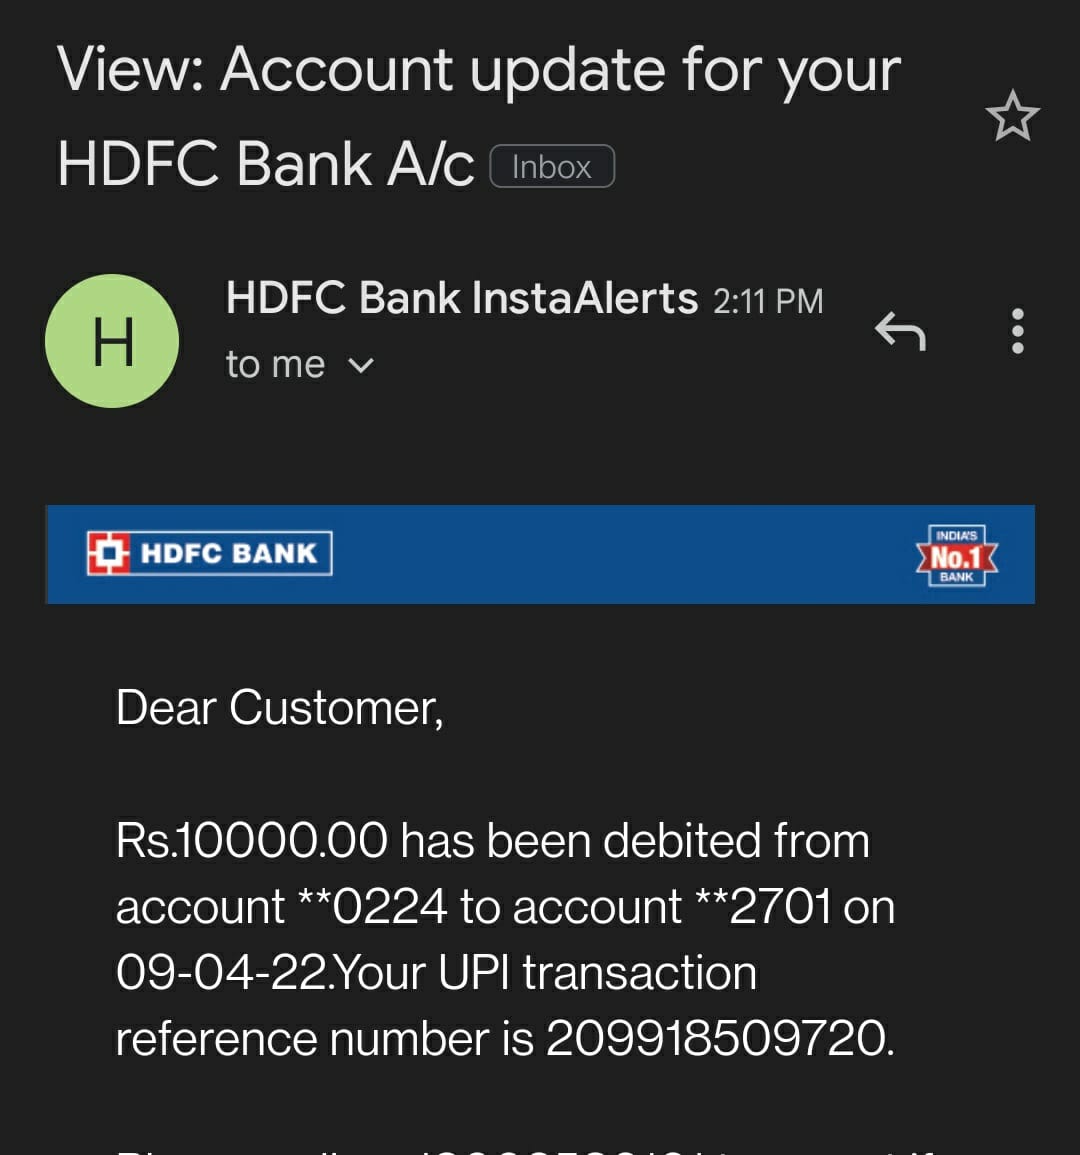 View: Account update for your
HDFC Bank A/c Inbox
H
HDFC Bank InstaAlerts 2:11 PM
to me
HDFC BANK
INDIA'S
No.1
BANK
Dear Customer,
Rs.10000.00 has been debited from
account **0224 to account **2701 on
09-04-22.Your UPI transaction
reference number is 209918509720.